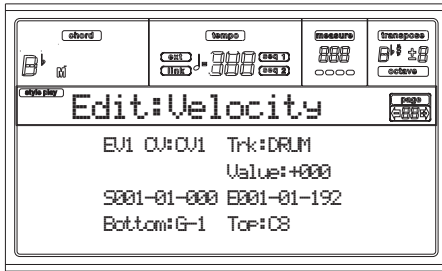 chord
tempo
measure
transpose
ext
link
seq 1
seq 2
octave
style play
Edit:Velocity
page
EV1 CV:CV1 Trk:DRUM
Value:+000
S001-01-000 E001-01-192
Bottom:G-1 Top:C8